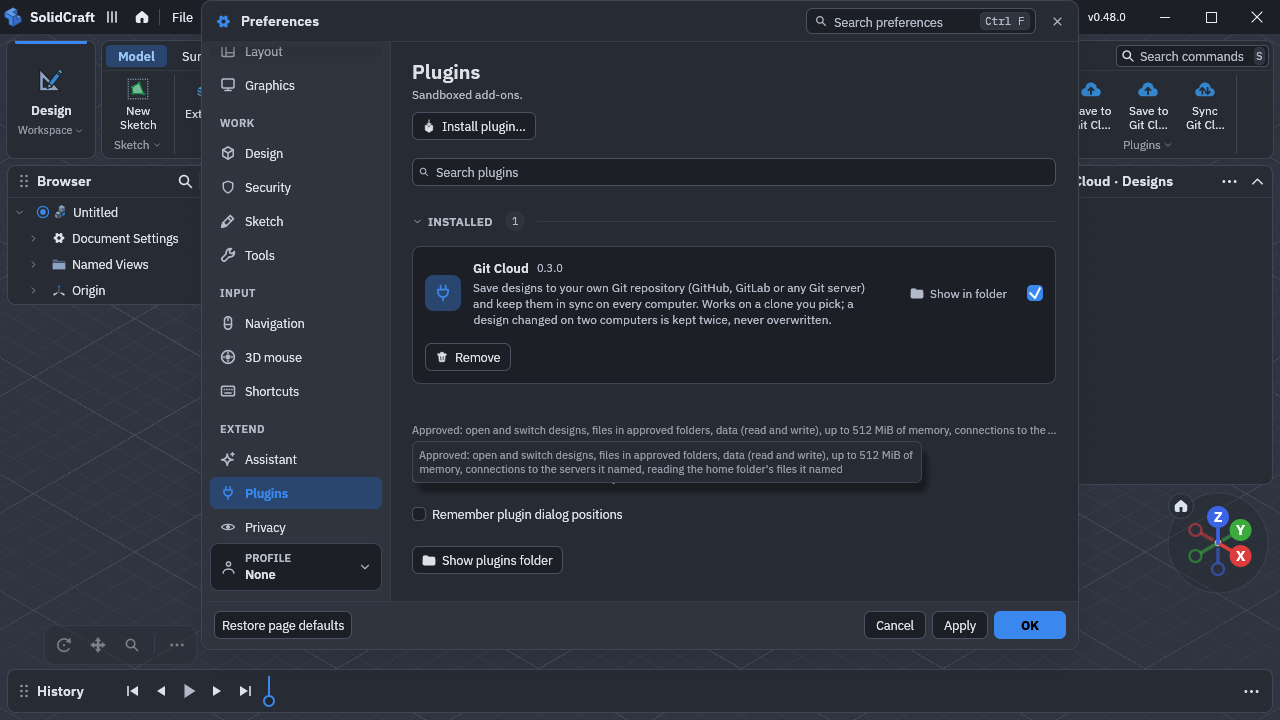 SolidCraft
File
Preferences
Search preferences
Ctrl F
v0.48.0
Model
Design
Workspace
New
Sketch
Sketch
Search commands
S
Save to
Git Cl...
Sync
Git Cl...
Plugins
Browser
Untitled
Document Settings
Named Views
Origin
Layout
Graphics
WORK
Design
Security
Sketch
Tools
INPUT
Navigation
3D mouse
Shortcuts
EXTEND
Assistant
Plugins
Privacy
PROFILE
None
Plugins
Sandboxed add-ons.
Install plugin...
Search plugins
INSTALLED 1
Git Cloud 0.3.0
Save designs to your own Git repository (GitHub, GitLab or any Git server)
and keep them in sync on every computer. Works on a clone you pick; a
design changed on two computers is kept twice, never overwritten.
Show in folder
Remove
Approved: open and switch designs, files in approved folders, data (read and write), up to 512 MiB of memory, connections to the ...
Approved: open and switch designs, files in approved folders, data (read and write), up to 512 MiB of
memory, connections to the servers it named, reading the home folder's files it named
Remember plugin dialog positions
Show plugins folder
Restore page defaults
Cancel
Apply
OK
Cloud · Designs
Z
Y
X
History